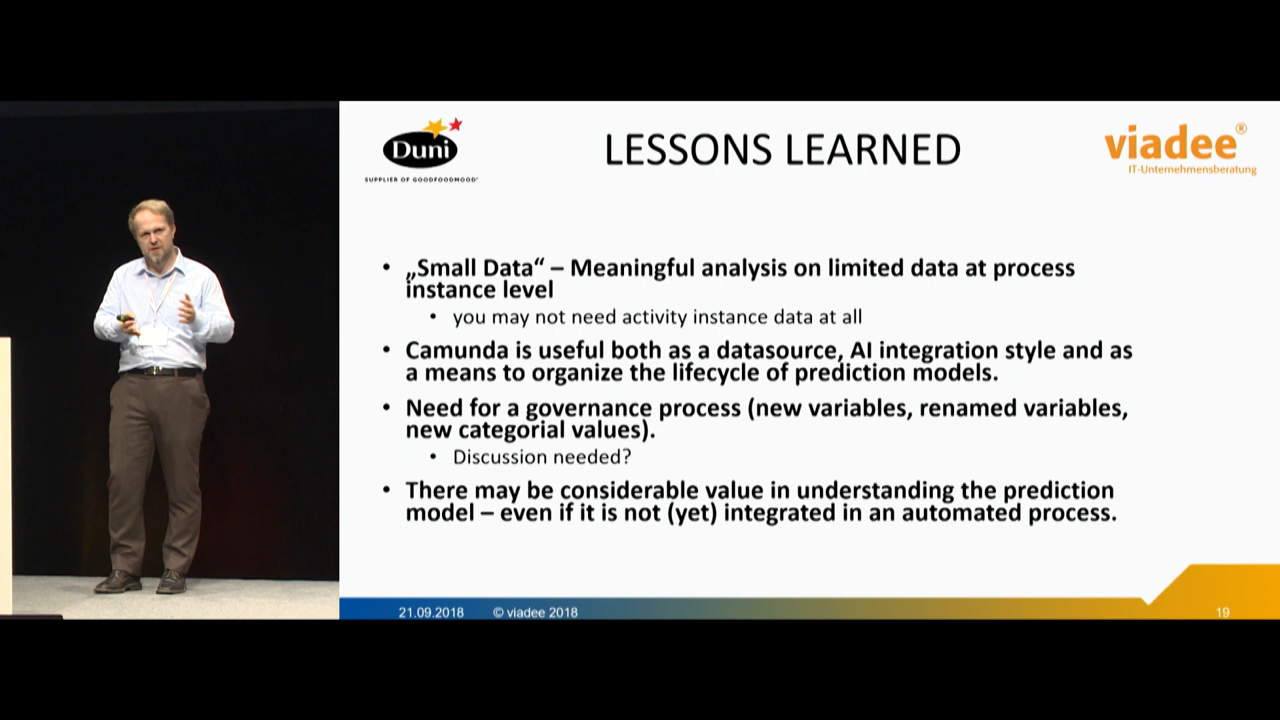 Duni
SUPPLIER OF GOODFOODMOOD®
LESSONS LEARNED
viadee®
IT-Unternehmensberatung
• „Small Data“ – Meaningful analysis on limited data at process
instance level
• you may not need activity instance data at all
• Camunda is useful both as a datasource, AI integration style and as
a means to organize the lifecycle of prediction models.
• Need for a governance process (new variables, renamed variables,
new categorial values).
• Discussion needed?
• There may be considerable value in understanding the prediction
model – even if it is not (yet) integrated in an automated process.
21.09.2018 © viadee 2018 19